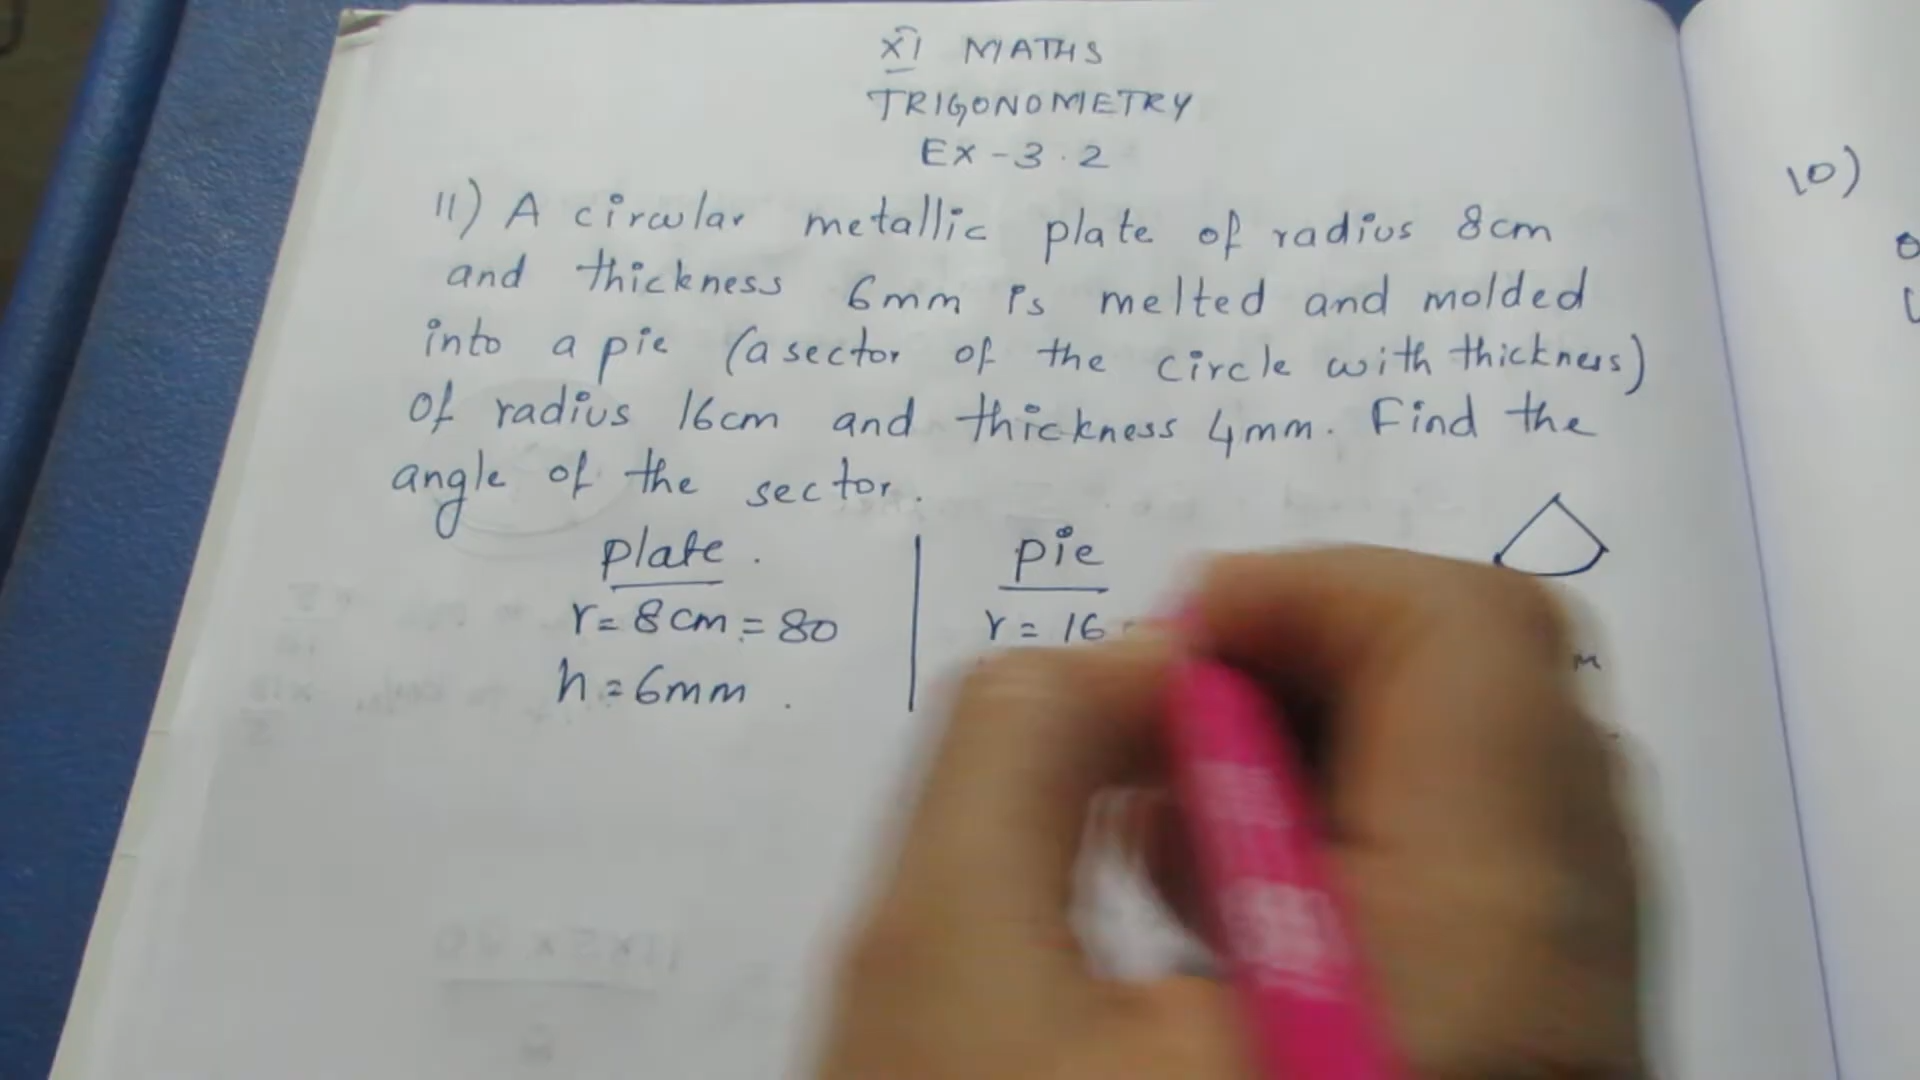 XI MATHS
TRIGONOMETRY
Ex - 3.2
11) A circular metallic plate of radius 8cm
and thickness 6mm is melted and molded
into a pie (a sector of the circle with thickness)
of radius 16cm and thickness 4mm. Find the
angle of the sector.
plate. pie
r = 8cm = 80 r = 16
h = 6mm.
10)